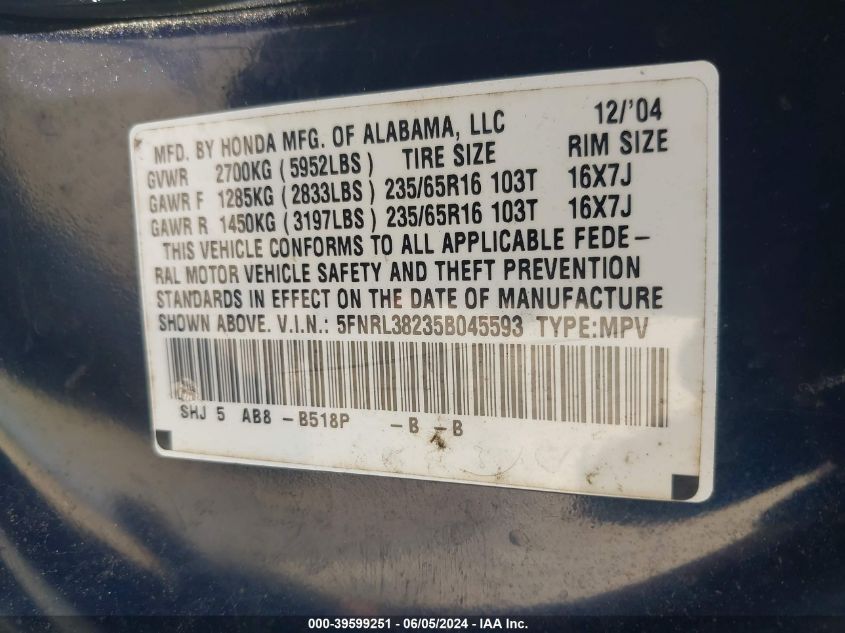 12/'04
MFD. BY HONDA MFG. OF ALABAMA, LLC
GVWR 2700KG (5952LBS) TIRE SIZE RIM SIZE
GAWR F 1285KG (2833LBS) 235/65R16 103T 16X7J
GAWR R 1450KG (3197LBS) 235/65R16 103T 16X7J
THIS VEHICLE CONFORMS TO ALL APPLICABLE FEDE-
RAL MOTOR VEHICLE SAFETY AND THEFT PREVENTION
STANDARDS IN EFFECT ON THE DATE OF MANUFACTURE
SHOWN ABOVE. V.I.N.: 5FNRL38235B045593 TYPE:MPV
SHJ 5 AB8 -B518P -B -B
000-39599251 | 06/05/2024 - IAA Inc.